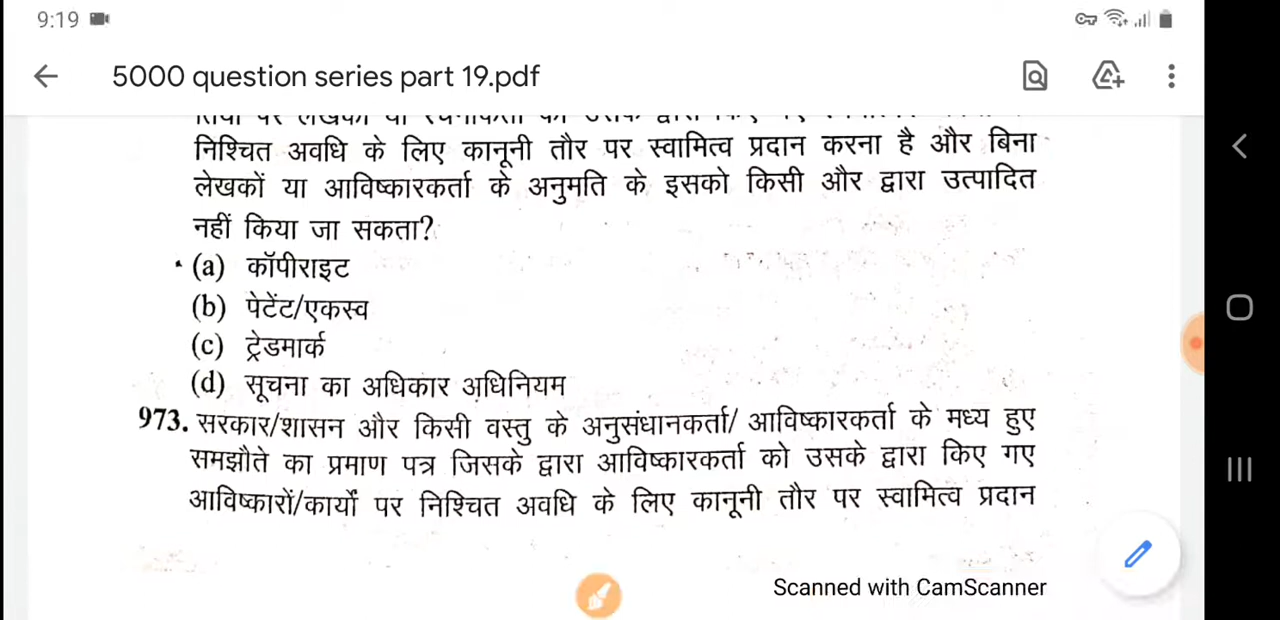 9:19
5000 question series part 19.pdf
निश्चित अवधि के लिए कानूनी तौर पर स्वामित्व प्रदान करना है और बिना
लेखकों या आविष्कारकर्ता के अनुमति के इसको किसी और द्वारा उत्पादित
नहीं किया जा सकता?
(a) कॉपीराइट
(b) पेटेंट/एकस्व
(c) ट्रेडमार्क
(d) सूचना का अधिकार अधिनियम
973. सरकार/शासन और किसी वस्तु के अनुसंधानकर्ता/ आविष्कारकर्ता के मध्य हुए
समझौते का प्रमाण पत्र जिसके द्वारा आविष्कारकर्ता को उसके द्वारा किए गए
आविष्कारों/कार्यों पर निश्चित अवधि के लिए कानूनी तौर पर स्वामित्व प्रदान
Scanned with CamScanner